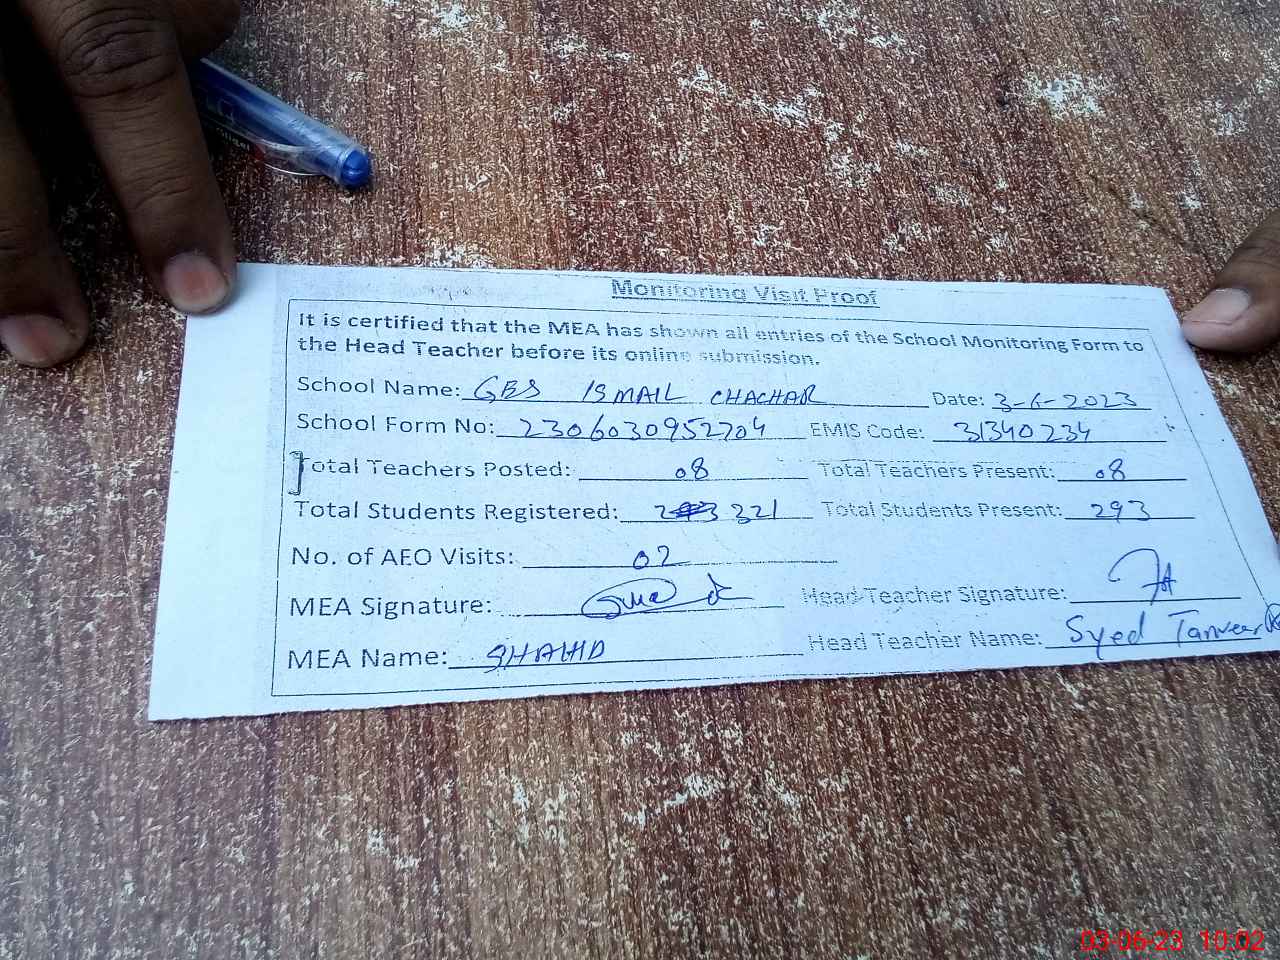 Monitoring Visit Proof
It is certified that the MEA has shown all entries of the School Monitoring Form to
the Head Teacher before its online submission.
School Name: GES ISMAIL CHACHAR Date: 3-6-2023
School Form No: 2306030952704 EMIS Code: 31340234
Total Teachers Posted: 08 Total Teachers Present: 08
Total Students Registered: 321 Total Students Present: 293
No. of AEO Visits: 02
MEA Signature: Head Teacher Signature:
MEA Name: SHAHID Head Teacher Name: Syed Tanveer
03-06-23 10:02